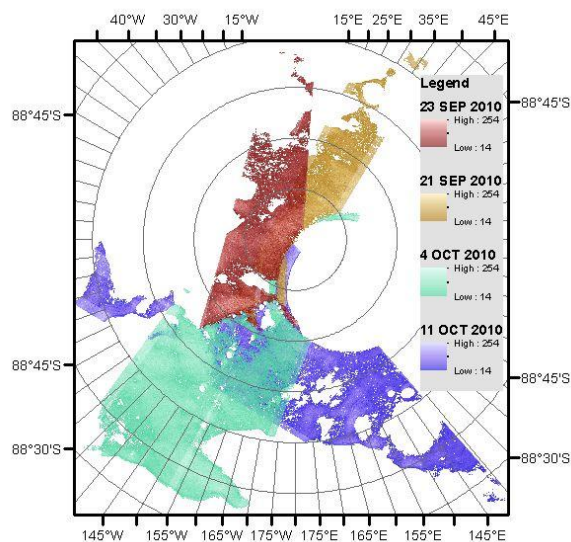 40°W 30°W 15°W 15°E 25°E 35°E 45°E
Legend
88°45'S 88°45'S
23 SEP 2010
High : 254
Low : 14
21 SEP 2010
High : 254
Low : 14
4 OCT 2010
High : 254
Low : 14
11 OCT 2010
High : 254
Low : 14
88°45'S 88°45'S
88°30'S 88°30'S
145°W 155°W 165°W 175°W 175°E 165°E 155°E 145°E